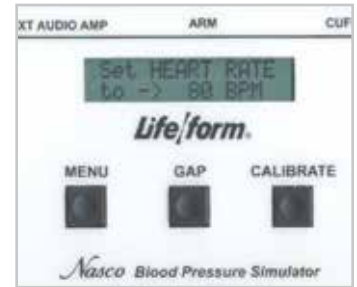 XT AUDIO AMP ARM CUF
Set HEART RATE
to -> 80 BPM
Life/form®
MENU GAP CALIBRATE
Nasco Blood Pressure Simulator